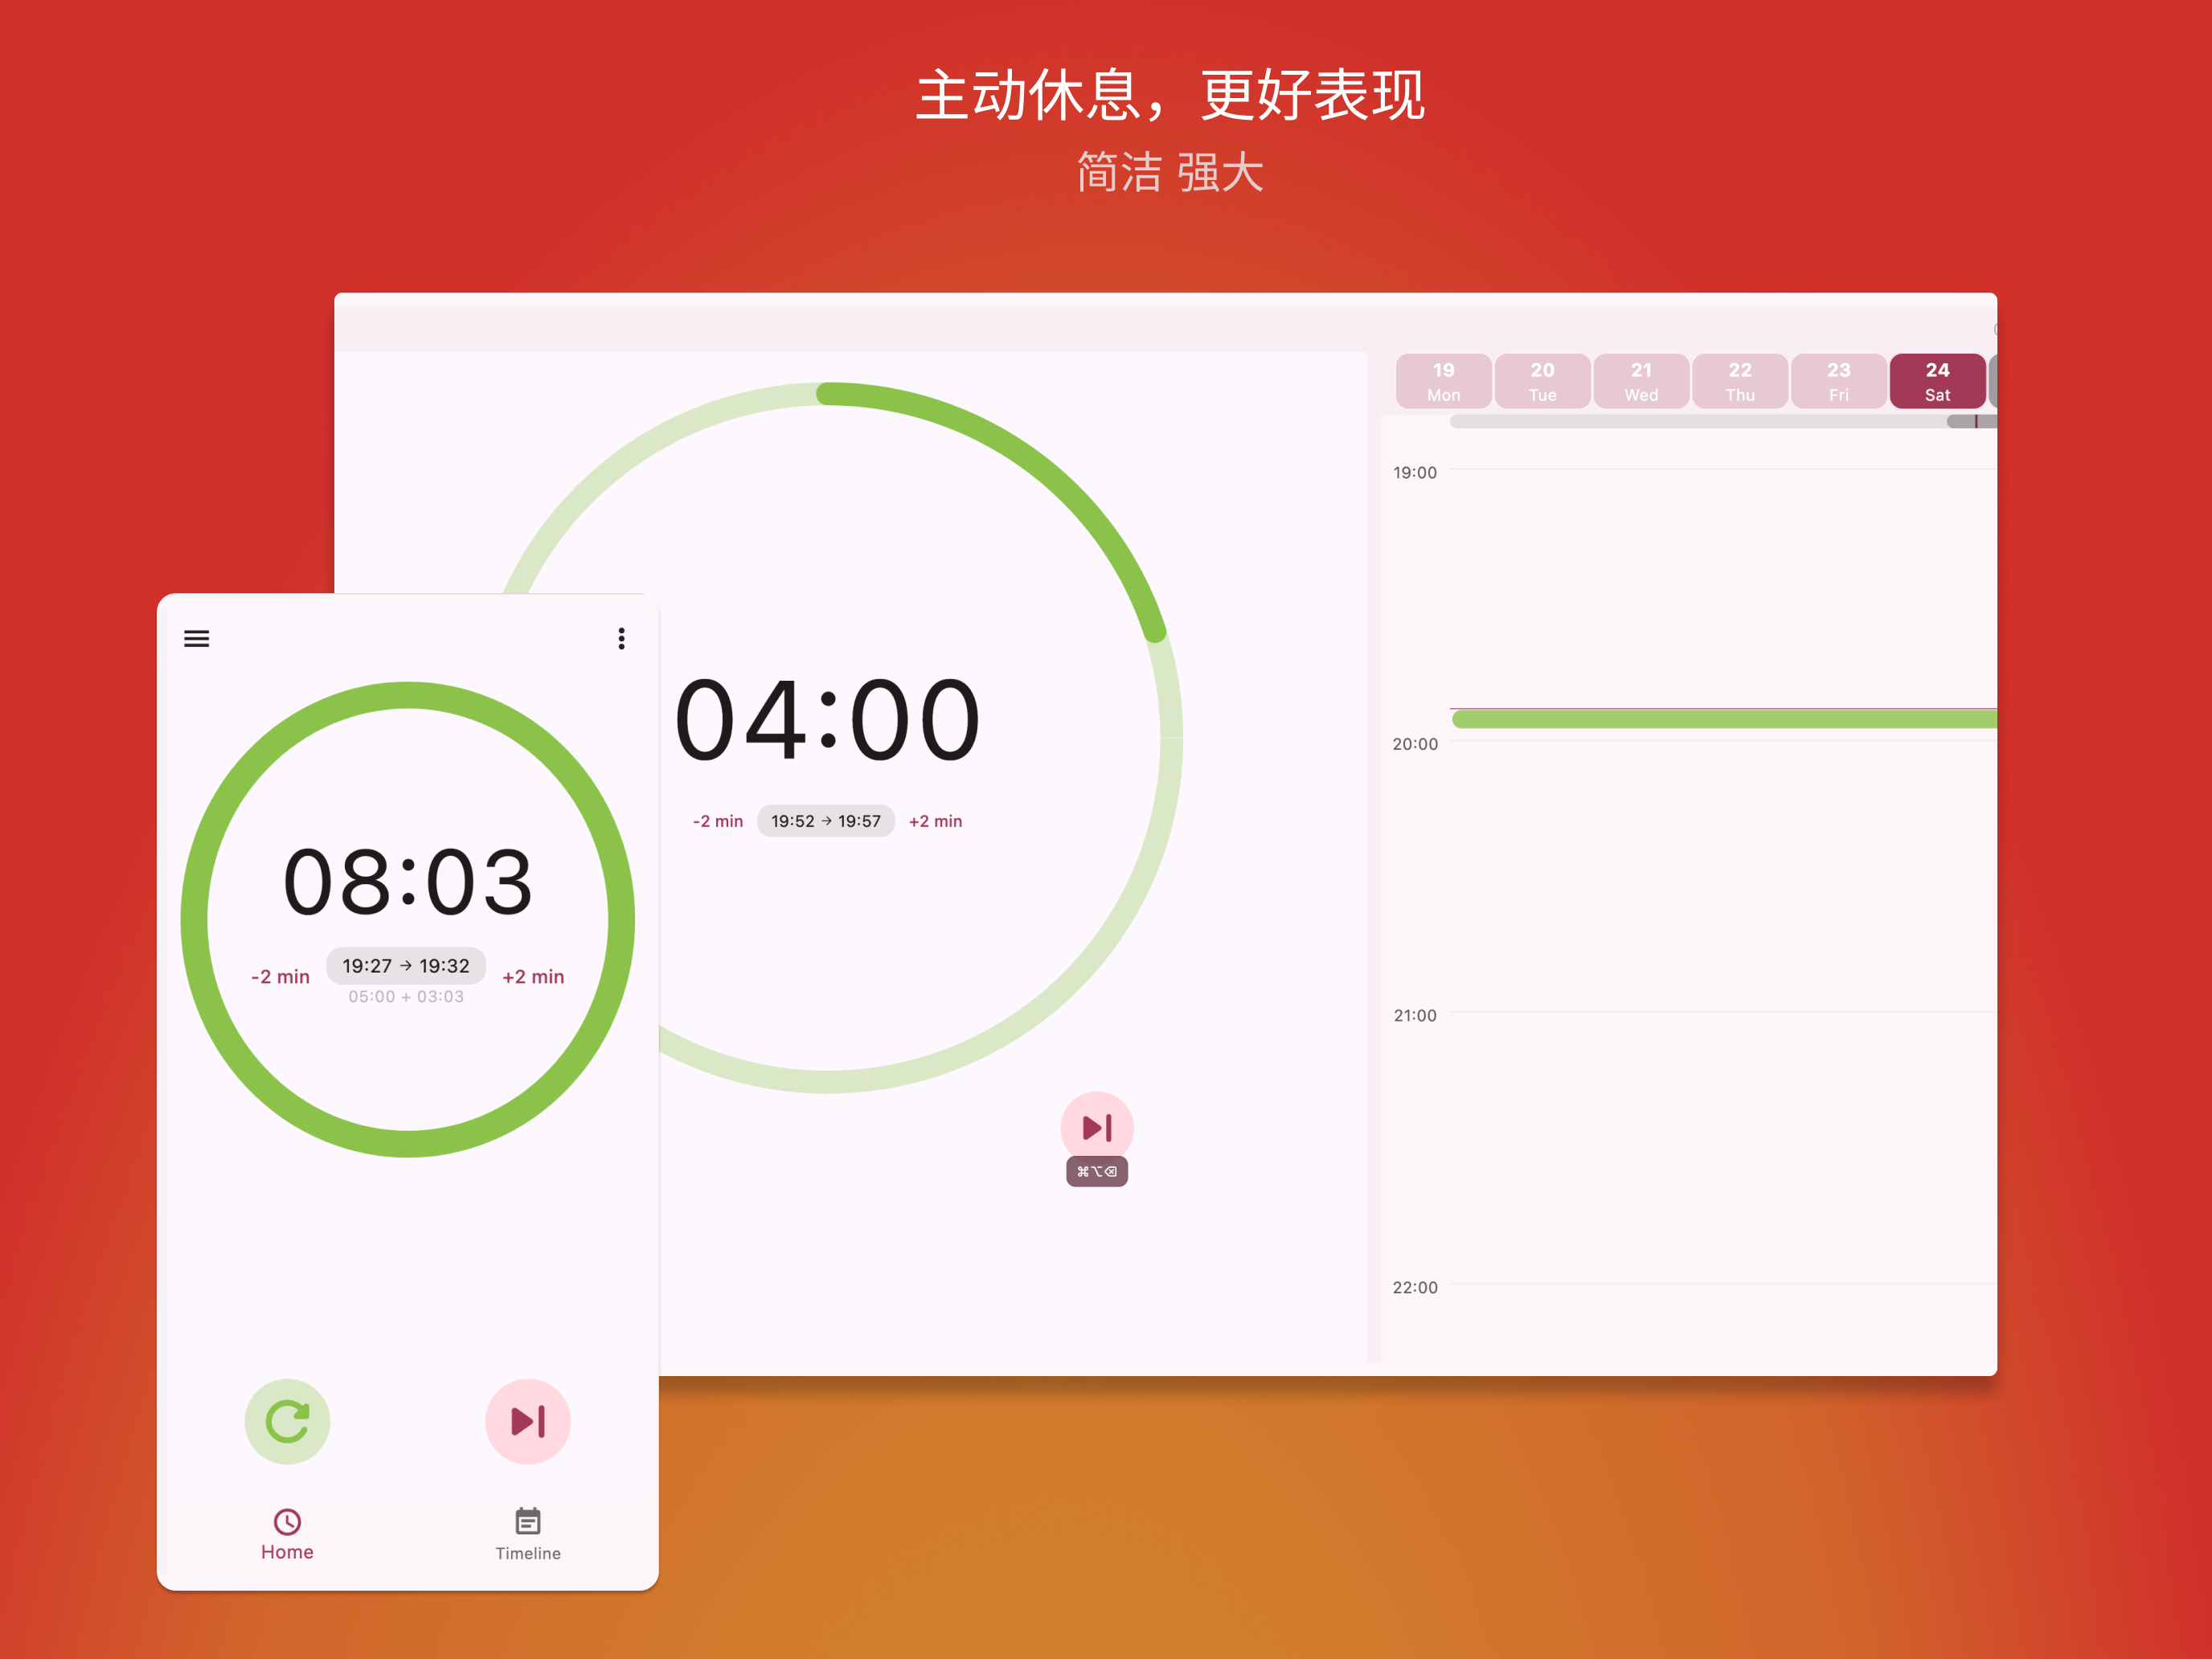 主动休息，更好表现
简洁 强大
19 20 21 22 23 24
Mon Tue Wed Thu Fri Sat
19:00
20:00
21:00
22:00
04:00
-2 min 19:52 → 19:57 +2 min
⌘⌥⌫
08:03
-2 min 19:27 → 19:32 +2 min
05:00 + 03:03
Home Timeline